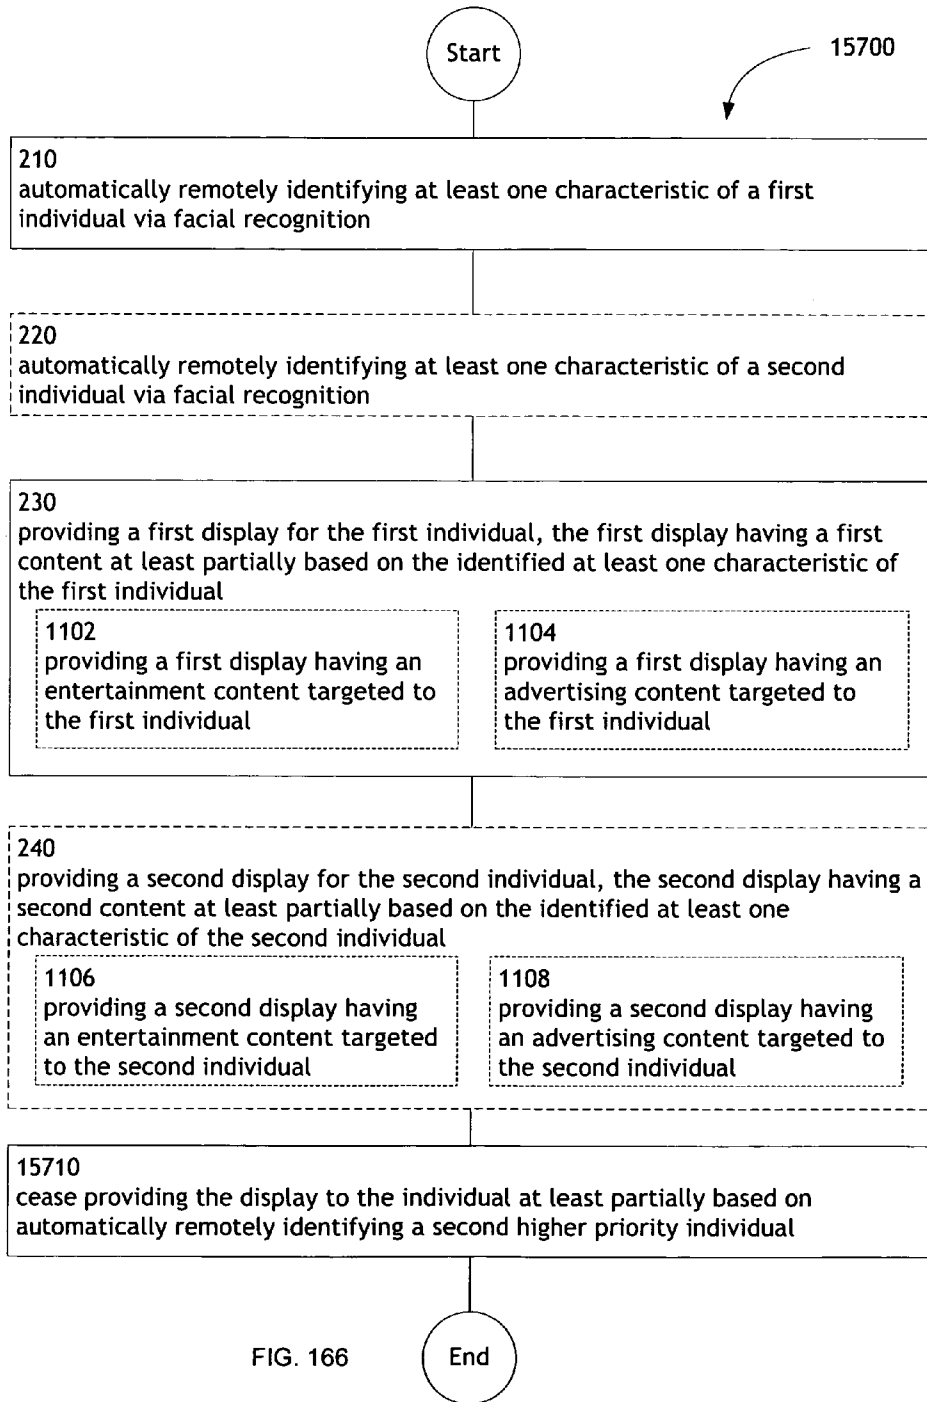 Start
15700
210
automatically remotely identifying at least one characteristic of a first
individual via facial recognition
220
automatically remotely identifying at least one characteristic of a second
individual via facial recognition
230
providing a first display for the first individual, the first display having a first
content at least partially based on the identified at least one characteristic of
the first individual
1102
providing a first display having an
entertainment content targeted to
the first individual
1104
providing a first display having an
advertising content targeted to
the first individual
240
providing a second display for the second individual, the second display having a
second content at least partially based on the identified at least one
characteristic of the second individual
1106
providing a second display having
an entertainment content targeted
to the second individual
1108
providing a second display having
an advertising content targeted to
the second individual
15710
cease providing the display to the individual at least partially based on
automatically remotely identifying a second higher priority individual
FIG. 166
End